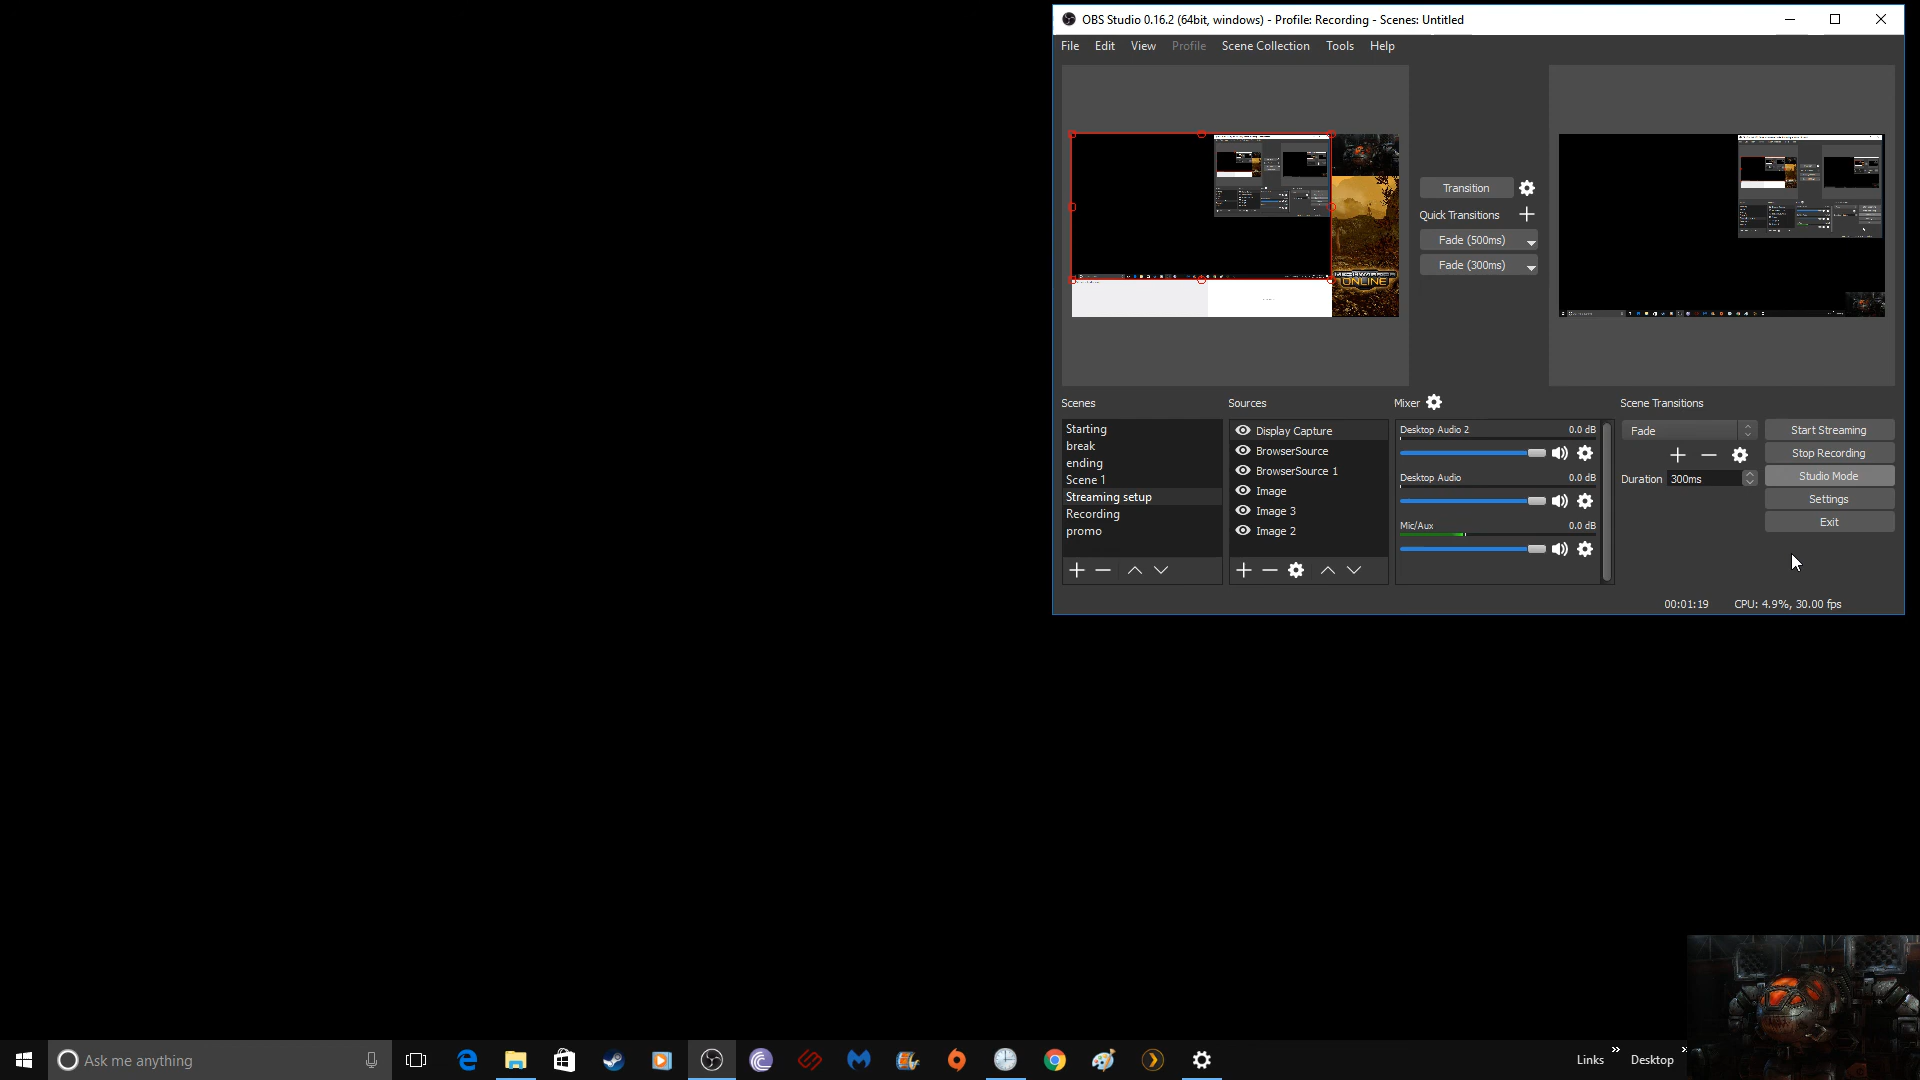 OBS Studio 0.16.2 (64bit, windows) - Profile: Recording - Scenes: Untitled
File Edit View Profile Scene Collection Tools Help
Transition
Quick Transitions
Fade (500ms)
Fade (300ms)
ONLINE
Scenes
Starting
break
ending
Scene 1
Streaming setup
Recording
promo
Sources
Display Capture
BrowserSource
BrowserSource 1
Image
Image 3
Image 2
Mixer
Desktop Audio 2 0.0 dB
Desktop Audio 0.0 dB
Mic/Aux 0.0 dB
Scene Transitions
Fade
Duration 300ms
Start Streaming
Stop Recording
Studio Mode
Settings
Exit
00:01:19 CPU: 4.9%, 30.00 fps
Ask me anything
Links
Desktop